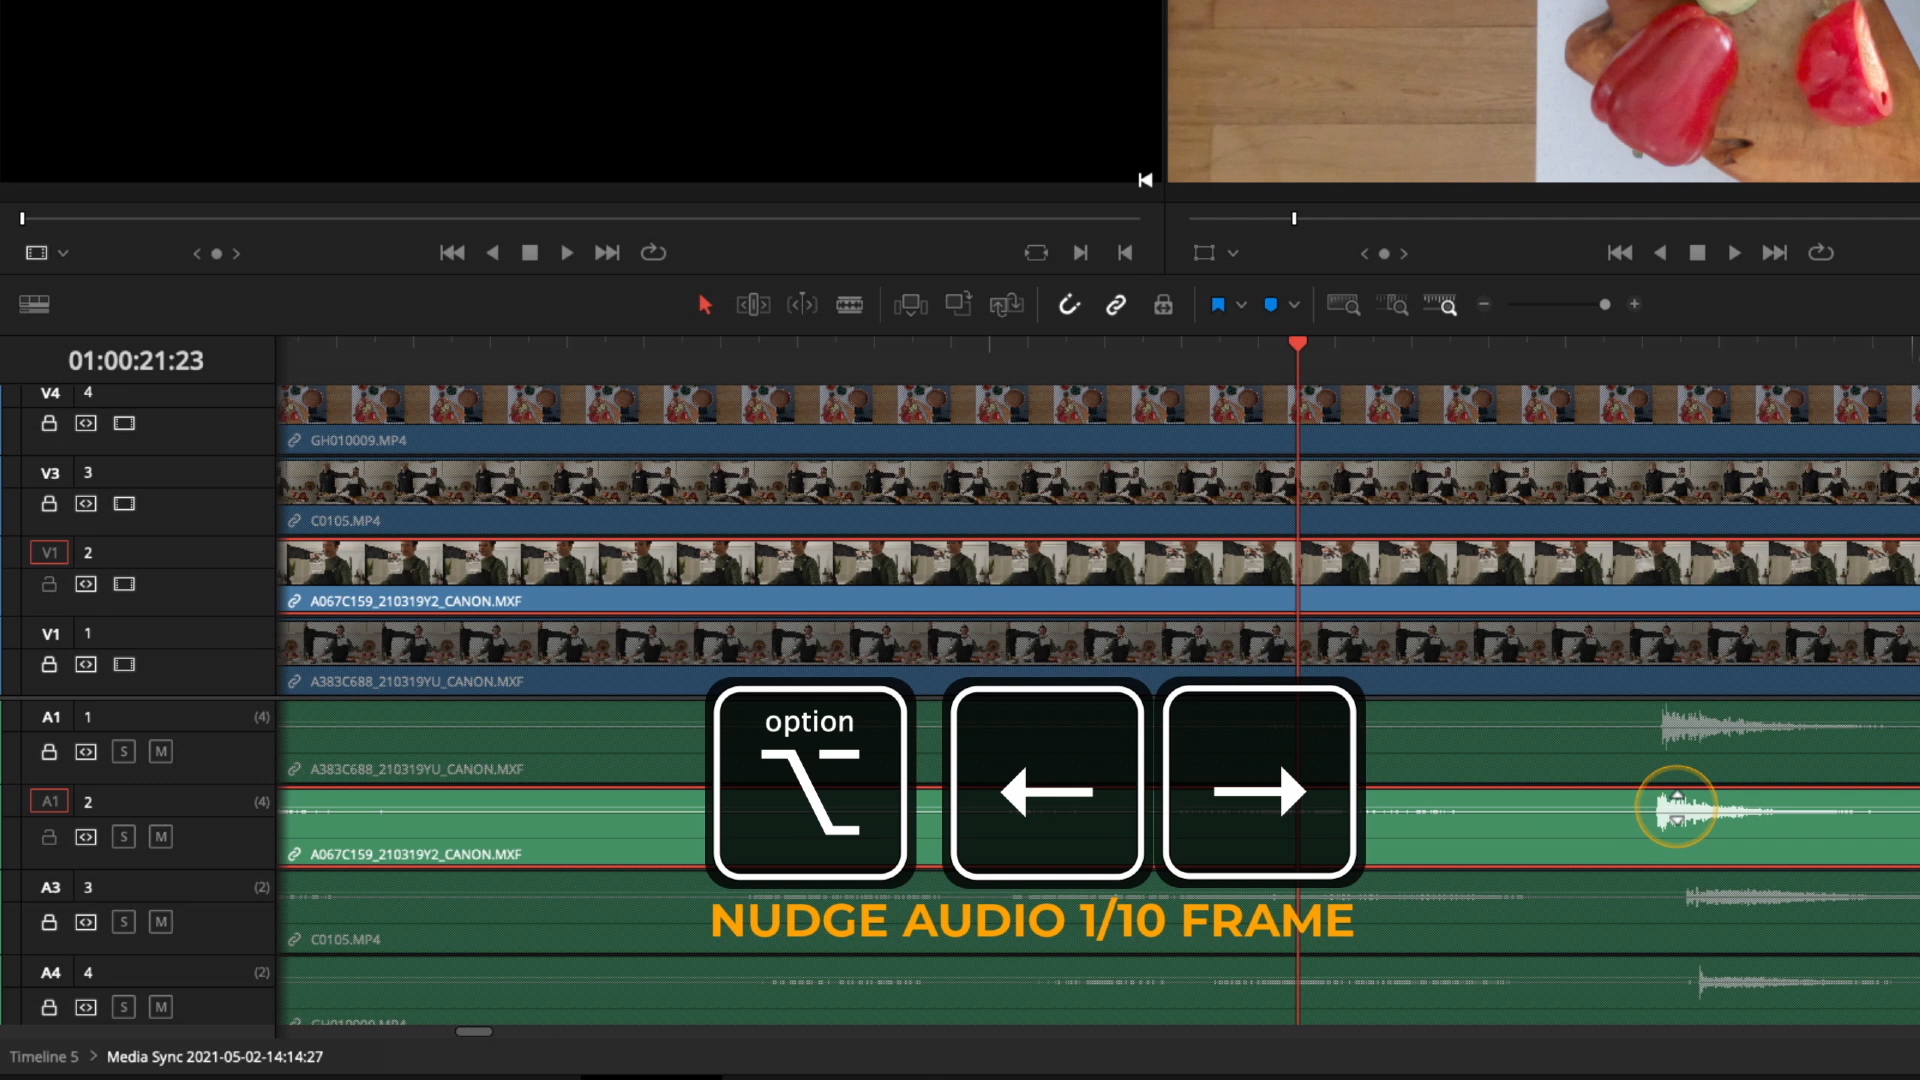 01:00:21:23
V4 4
GH010009.MP4
V3 3
C0105.MP4
V1 2
A067C159_210319Y2_CANON.MXF
V1 1
A383C688_210319YU_CANON.MXF
A1 1 (4)
S M
A383C688_210319YU_CANON.MXF
A1 2 (4)
S M
A067C159_210319Y2_CANON.MXF
A3 3 (2)
S M
C0105.MP4
A4 4 (2)
S M
GH010009.MP4
option
NUDGE AUDIO 1/10 FRAME
Timeline 5 > Media Sync 2021-05-02-14:14:27